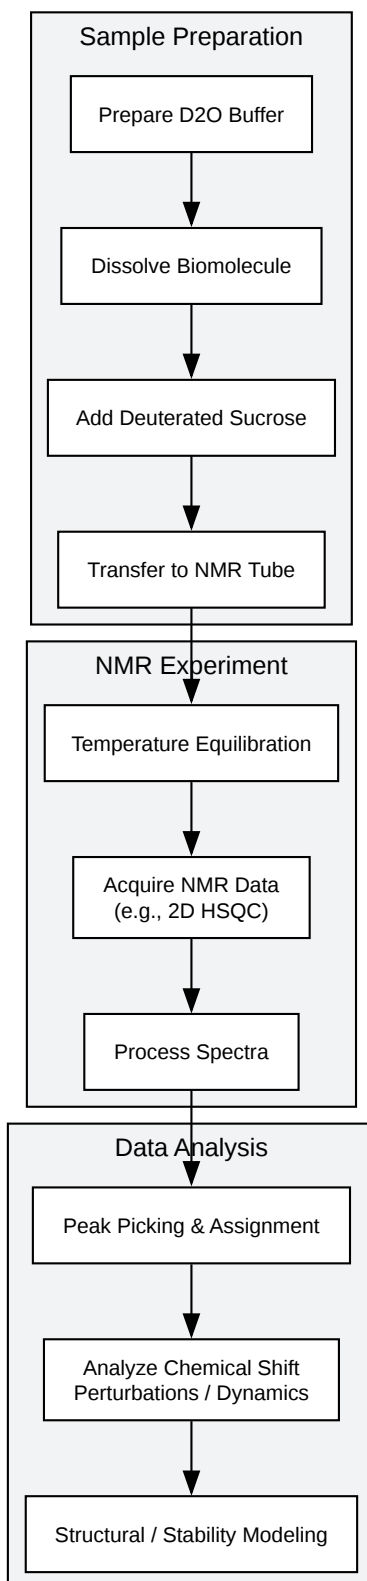 Sample Preparation
Prepare D2O Buffer
Dissolve Biomolecule
Add Deuterated Sucrose
Transfer to NMR Tube
NMR Experiment
Temperature Equilibration
Acquire NMR Data
(e.g., 2D HSQC)
Process Spectra
Data Analysis
Peak Picking & Assignment
Analyze Chemical Shift
Perturbations / Dynamics
Structural / Stability Modeling